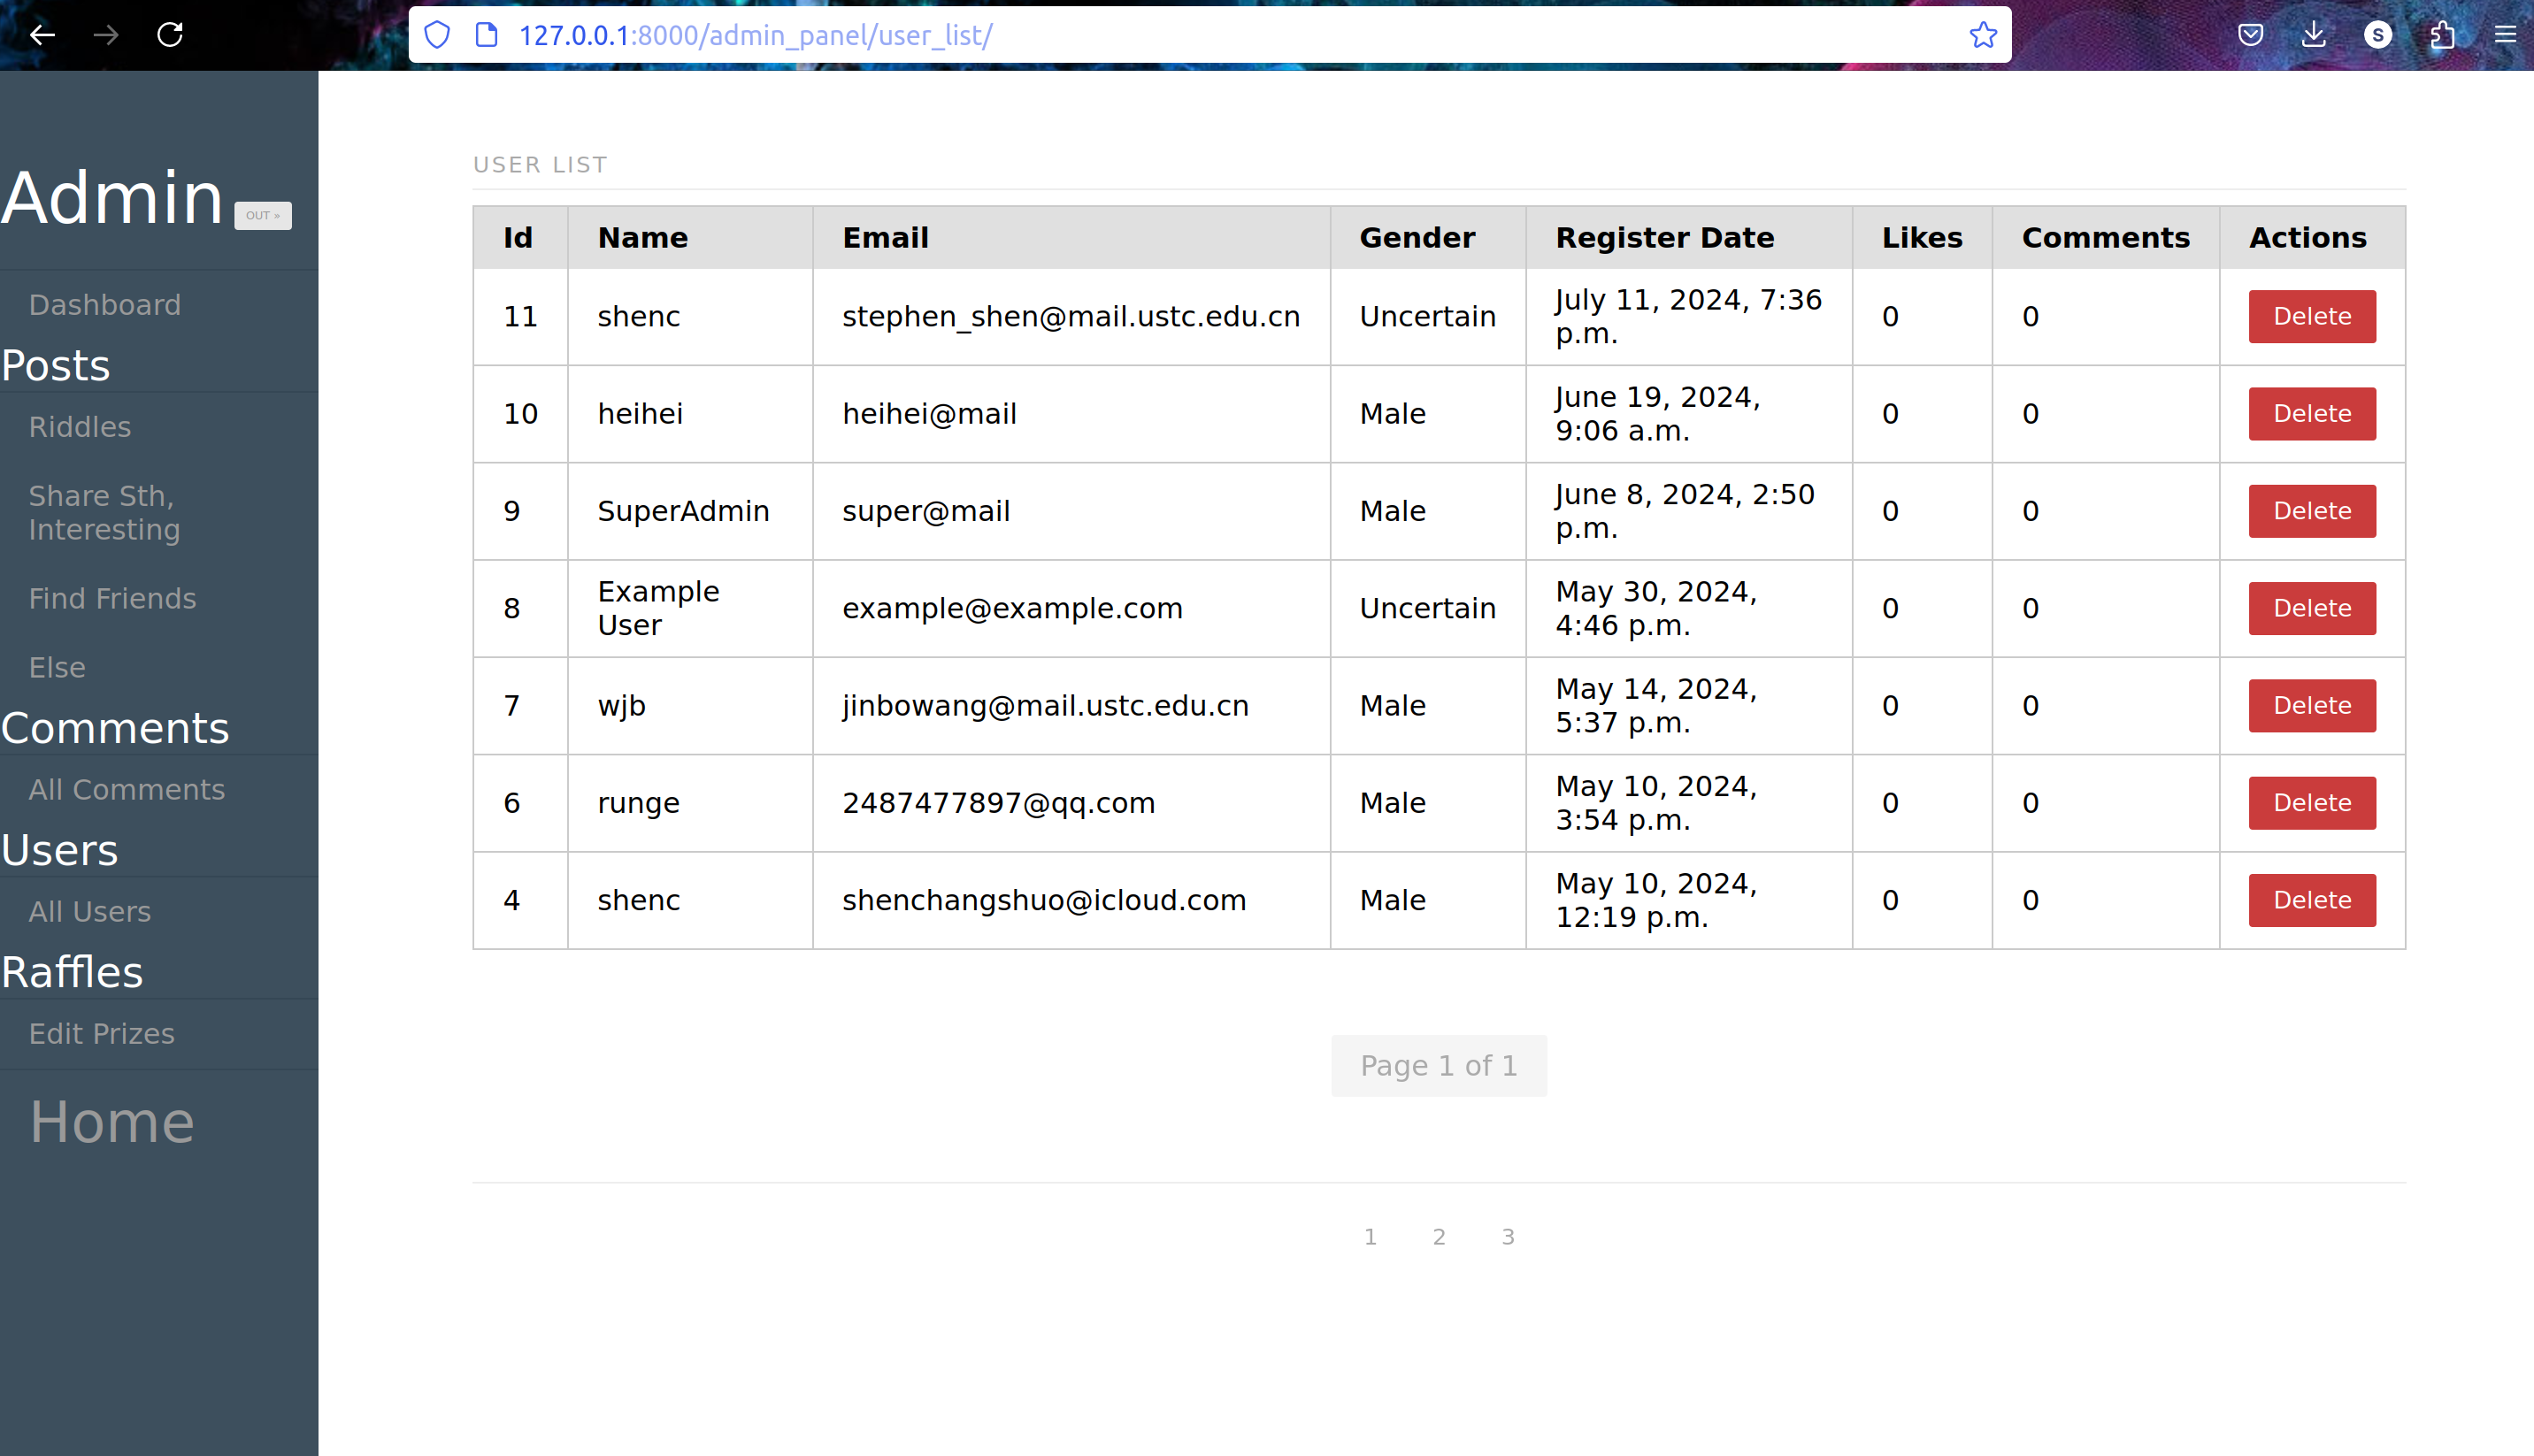 127.0.0.1:8000/admin_panel/user_list/
S
Admin OUT »
Dashboard
Posts
Riddles
Share Sth,
Interesting
Find Friends
Else
Comments
All Comments
Users
All Users
Raffles
Edit Prizes
Home
USER LIST
Id Name Email Gender Register Date Likes Comments Actions
11 shenc stephen_shen@mail.ustc.edu.cn Uncertain July 11, 2024, 7:36
p.m. 0 0 Delete
10 heihei heihei@mail Male June 19, 2024,
9:06 a.m. 0 0 Delete
9 SuperAdmin super@mail Male June 8, 2024, 2:50
p.m. 0 0 Delete
8 Example
User example@example.com Uncertain May 30, 2024,
4:46 p.m. 0 0 Delete
7 wjb jinbowang@mail.ustc.edu.cn Male May 14, 2024,
5:37 p.m. 0 0 Delete
6 runge 2487477897@qq.com Male May 10, 2024,
3:54 p.m. 0 0 Delete
4 shenc shenchangshuo@icloud.com Male May 10, 2024,
12:19 p.m. 0 0 Delete
Page 1 of 1
1 2 3